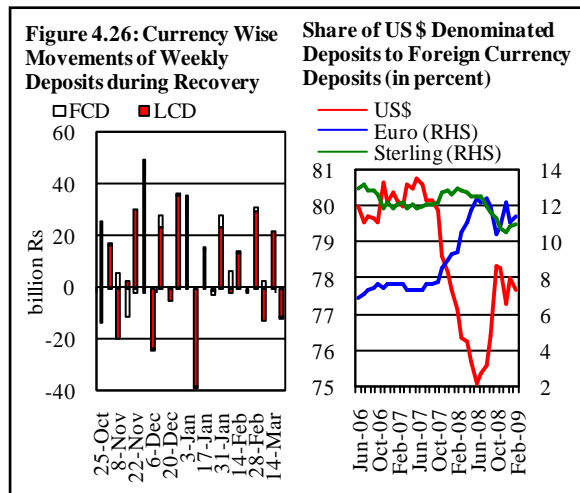 Figure 4.26: Currency Wise
Movements of Weekly
Deposits during Recovery
FCD LCD
60
40
20
0
-20
-40
billion Rs
25-Oct
8-Nov
22-Nov
6-Dec
20-Dec
3-Jan
17-Jan
31-Jan
14-Feb
28-Feb
14-Mar
Share of US $ Denominated
Deposits to Foreign Currency
Deposits (in percent)
US$
Euro (RHS)
Sterling (RHS)
81
80
79
78
77
76
75
14
12
10
8
6
4
2
Jun-06
Oct-06
Feb-07
Jun-07
Oct-07
Feb-08
Jun-08
Oct-08
Feb-09